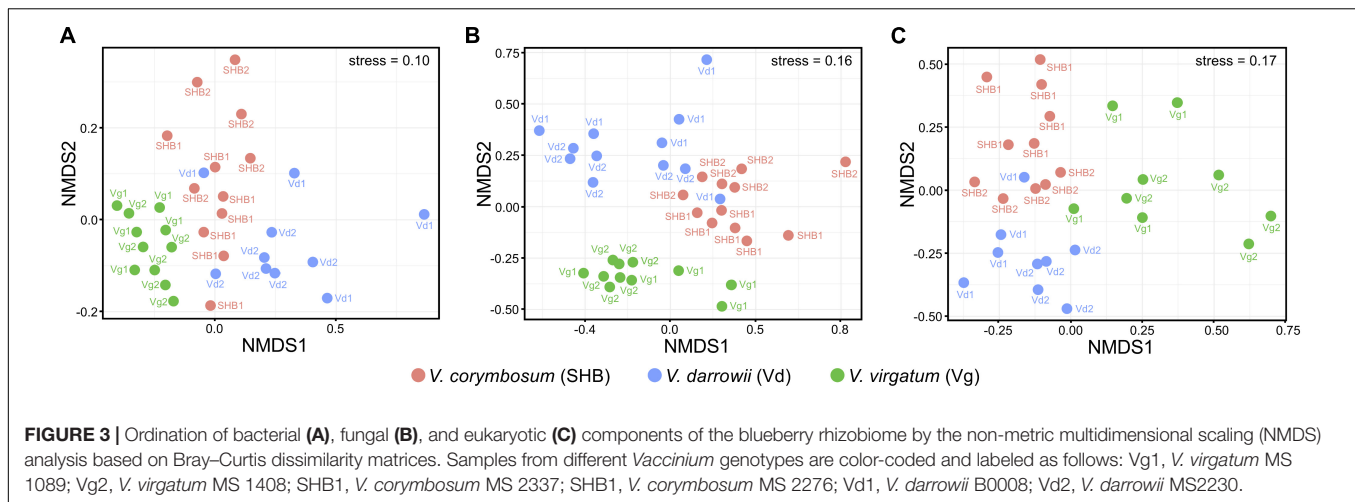 A
stress = 0.10
SHB2
SHB2
SHB2
SHB1
SHB1
SHB2
Vd1
Vd1
SHB2
Vg1
Vg1
SHB1
Vg2
SHB1
Vd1
Vg1
Vg1
SHB1
Vd2
Vg2
Vg2
SHB1
Vd2
Vd2
Vg1
Vg2
Vd2
Vd2
Vg2
Vd1
Vg2
SHB1
0.2
0.0
-0.2
0.0
0.5
NMDS2
NMDS1
B
stress = 0.16
Vd1
Vd1
Vd1
Vd1
Vd1
Vd2
Vd2
Vd2
Vd2
Vd2
Vd2
SHB2
SHB2
SHB2
SHB2
SHB2
SHB2
Vd1
SHB1
SHB1
SHB1
SHB1
SHB1
Vg2
Vg2
Vg2
Vg1
Vg1
Vg2
Vg1
Vg2
Vg2
Vg1
Vg1
0.75
0.50
0.25
0.00
-0.25
-0.50
-0.4
0.0
0.5
0.8
NMDS2
NMDS1
C
stress = 0.17
SHB1
SHB1
SHB1
SHB1
Vg1
Vg1
SHB1
SHB1
SHB2
Vd1
SHB2
SHB2
SHB2
SHB2
Vg2
Vg2
Vg2
Vg1
Vg1
Vg2
Vg2
Vd1
Vd1
Vd2
Vd2
Vd2
Vd1
Vd2
Vd2
0.50
0.25
0.00
-0.25
-0.50
-0.25
0.00
0.25
0.50
0.75
NMDS2
NMDS1
V. corymbosum (SHB)
V. darrowii (Vd)
V. virgatum (Vg)
FIGURE 3 | Ordination of bacterial (A), fungal (B), and eukaryotic (C) components of the blueberry rhizobiome by the non-metric multidimensional scaling (NMDS)
analysis based on Bray–Curtis dissimilarity matrices. Samples from different Vaccinium genotypes are color-coded and labeled as follows: Vg1, V. virgatum MS
1089; Vg2, V. virgatum MS 1408; SHB1, V. corymbosum MS 2337; SHB1, V. corymbosum MS 2276; Vd1, V. darrowii B0008; Vd2, V. darrowii MS2230.